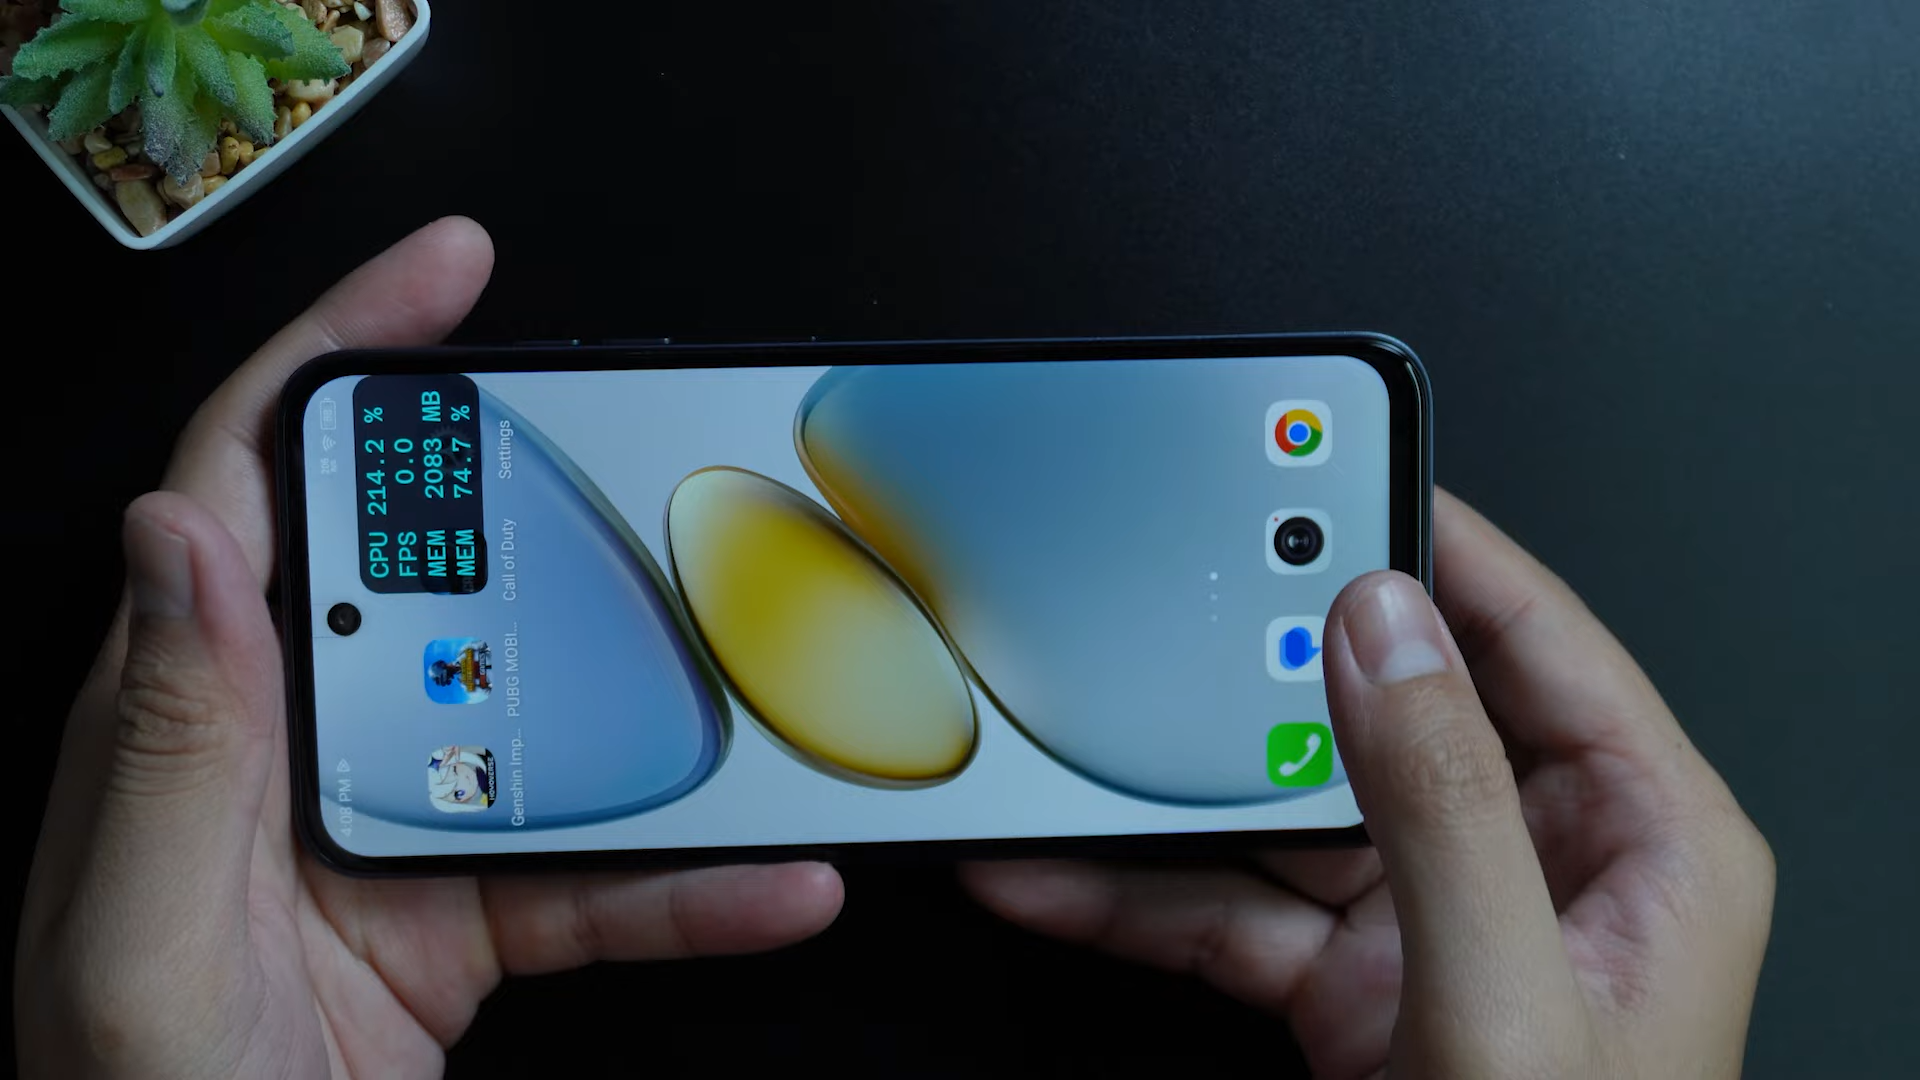 4:08 PM
CPU 214.2 %
FPS 0.0
MEM 2083 MB
MEM 74.7 %
Genshin Imp...
PUBG MOBI...
Call of Duty
Settings
HOYOVERSE